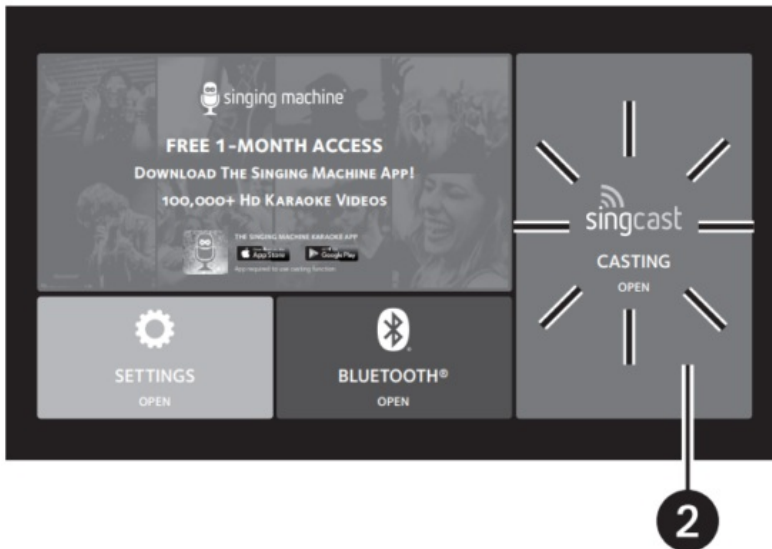 singing machine
FREE 1-MONTH ACCESS
DOWNLOAD THE SINGING MACHINE APP!
100,000+ HD KARAOKE VIDEOS
THE SINGING MACHINE KARAOKE APP
App Store
Google Play
App required to use casting function
singcast
CASTING
OPEN
SETTINGS
OPEN
BLUETOOTH®
OPEN
2